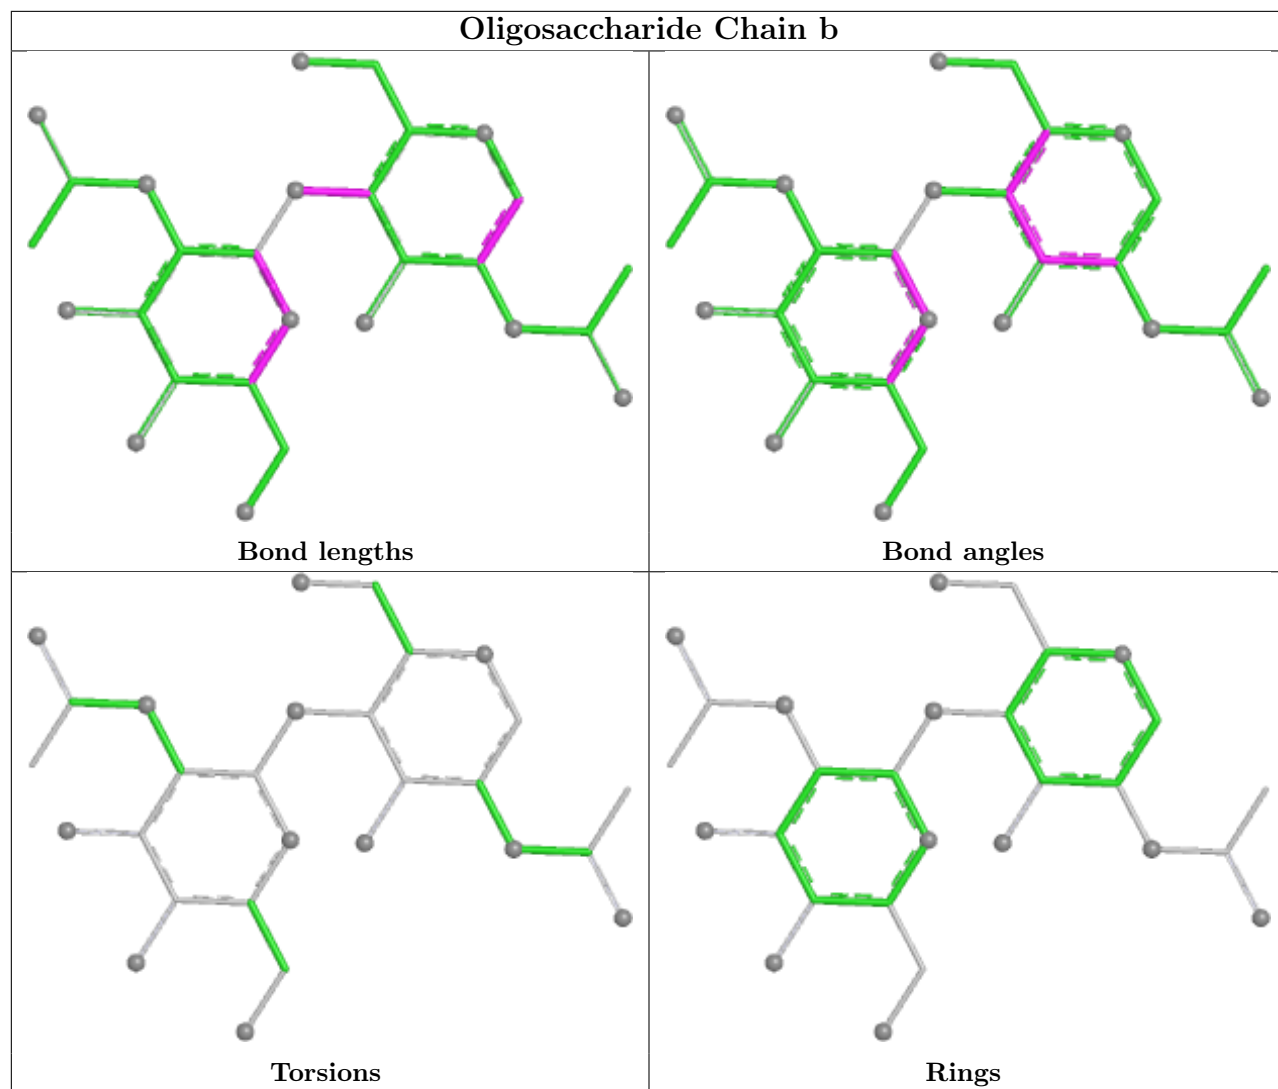 Oligosaccharide Chain b
Bond lengths
Bond angles
Torsions
Rings